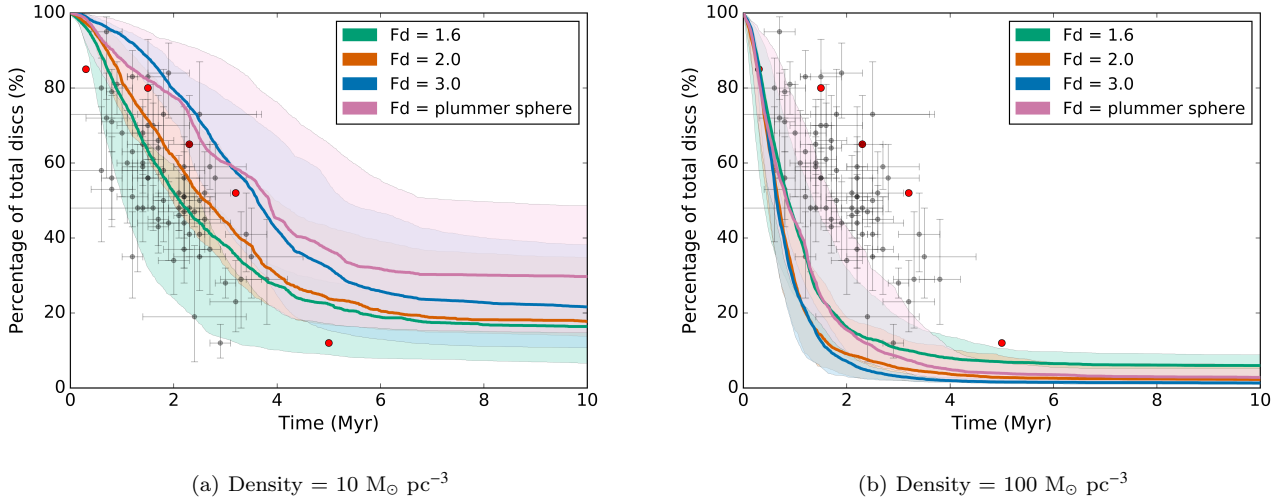 Fd = 1.6
Fd = 2.0
Fd = 3.0
Fd = plummer sphere
Percentage of total discs (%)
100
80
60
40
20
0
0 2 4 6 8 10
Time (Myr)
(a) Density = 10 M⊙ pc−3
Fd = 1.6
Fd = 2.0
Fd = 3.0
Fd = plummer sphere
Percentage of total discs (%)
100
80
60
40
20
0
0 2 4 6 8 10
Time (Myr)
(b) Density = 100 M⊙ pc−3